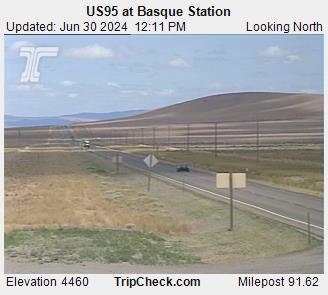 US95 at Basque Station
Updated: Jun 30 2024 12:11 PM Looking North
Elevation 4460 TripCheck.com Milepost 91.62